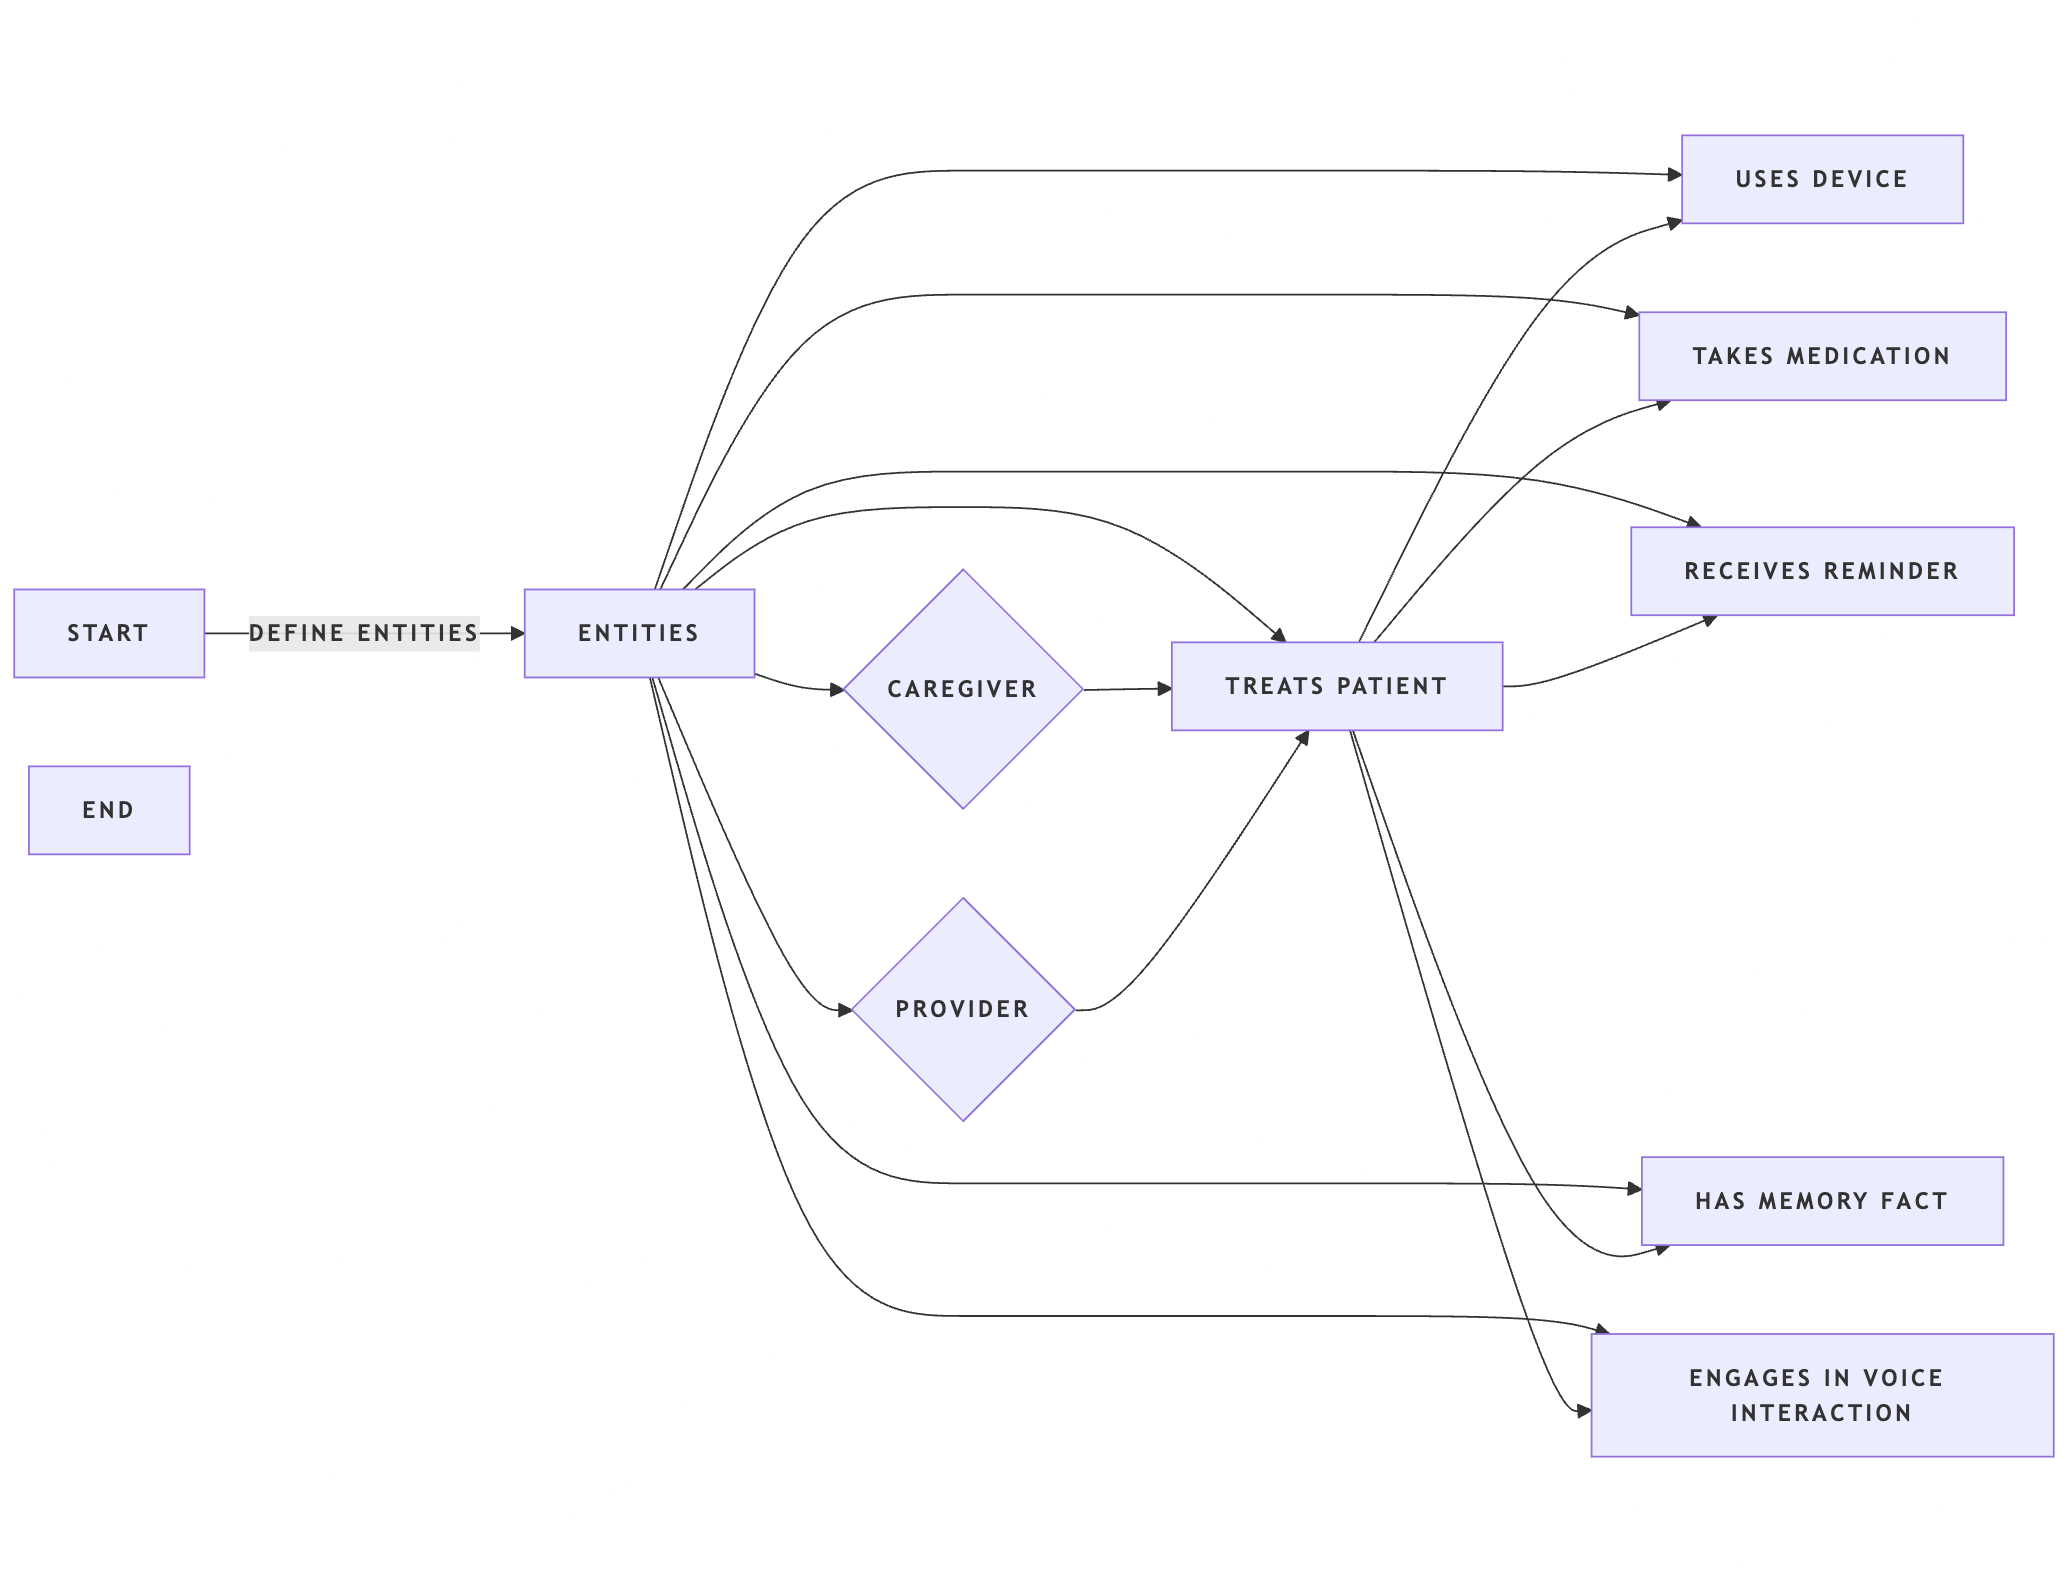 START
DEFINE ENTITIES
ENTITIES
END
CAREGIVER
PROVIDER
TREATS PATIENT
USES DEVICE
TAKES MEDICATION
RECEIVES REMINDER
HAS MEMORY FACT
ENGAGES IN VOICE
INTERACTION